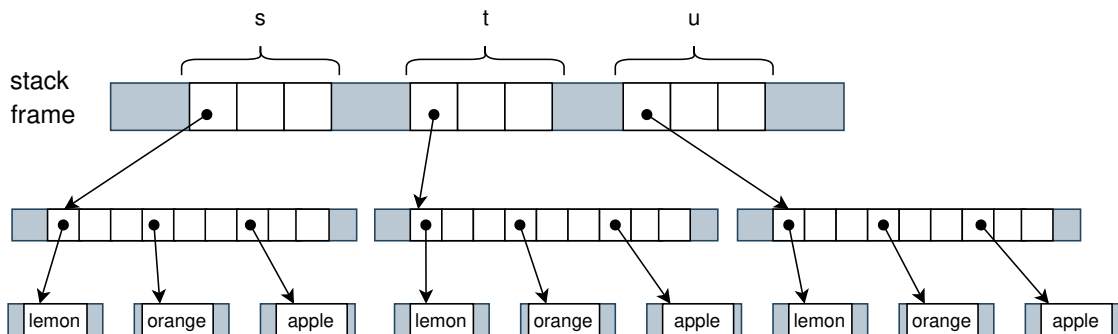 s t u
stack
frame
lemon orange apple lemon orange apple lemon orange apple